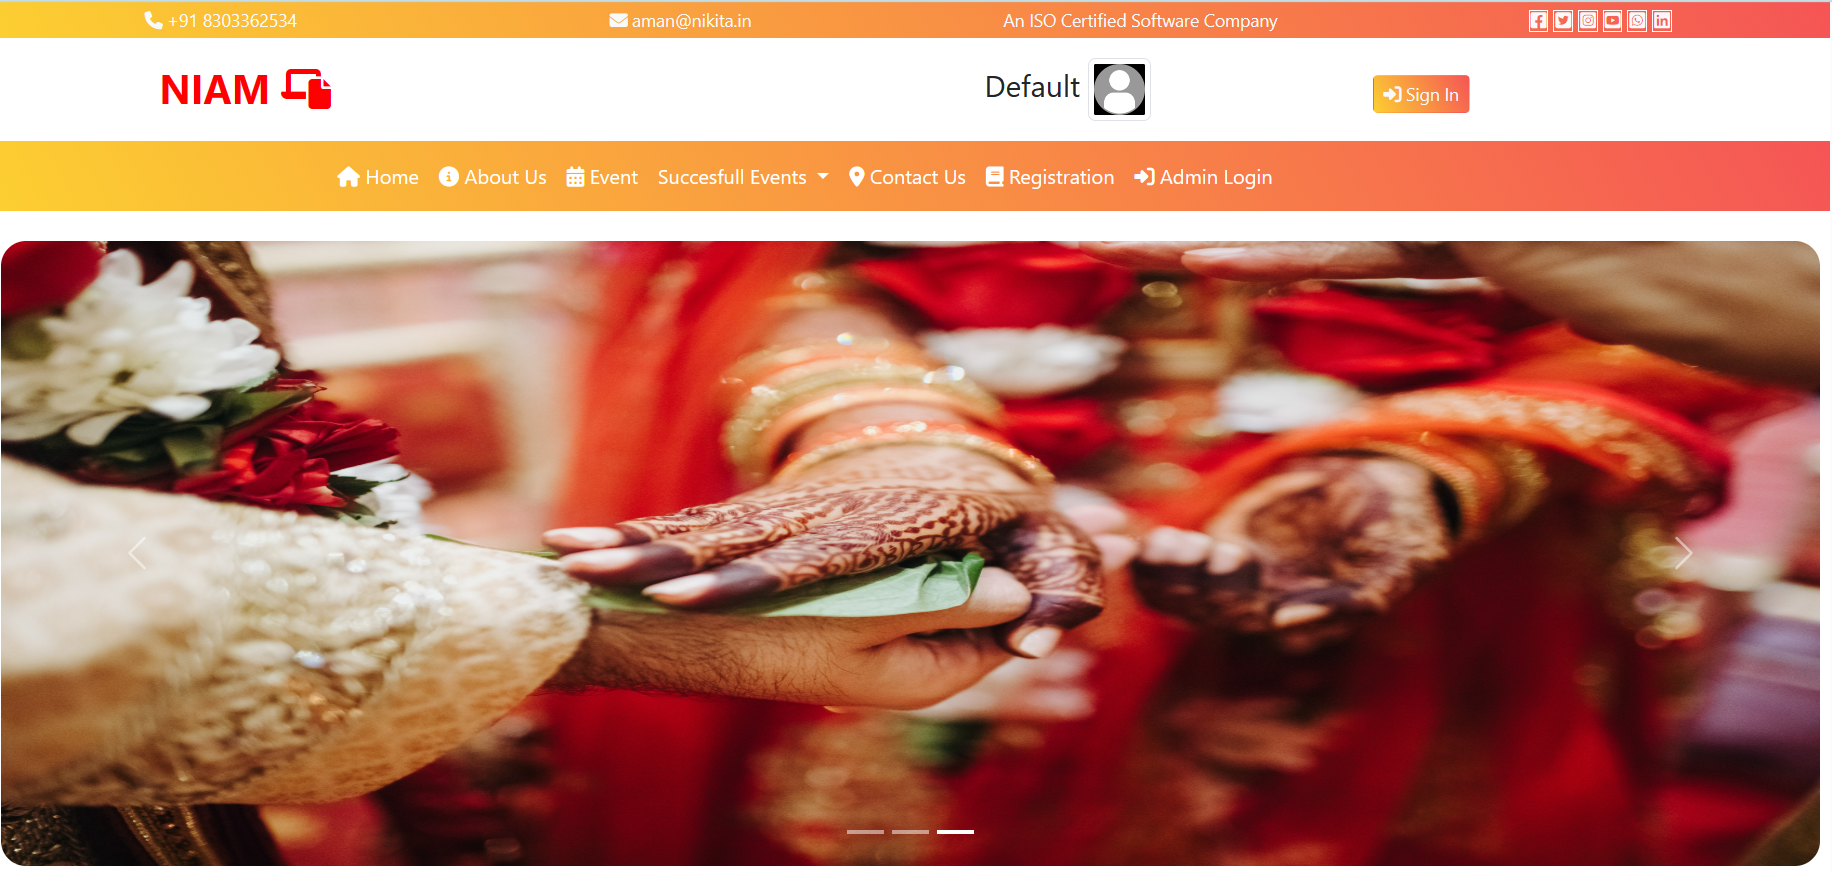 +91 8303362534 aman@nikita.in An ISO Certified Software Company
NIAM Default Sign In
Home About Us Event Succesfull Events Contact Us Registration Admin Login